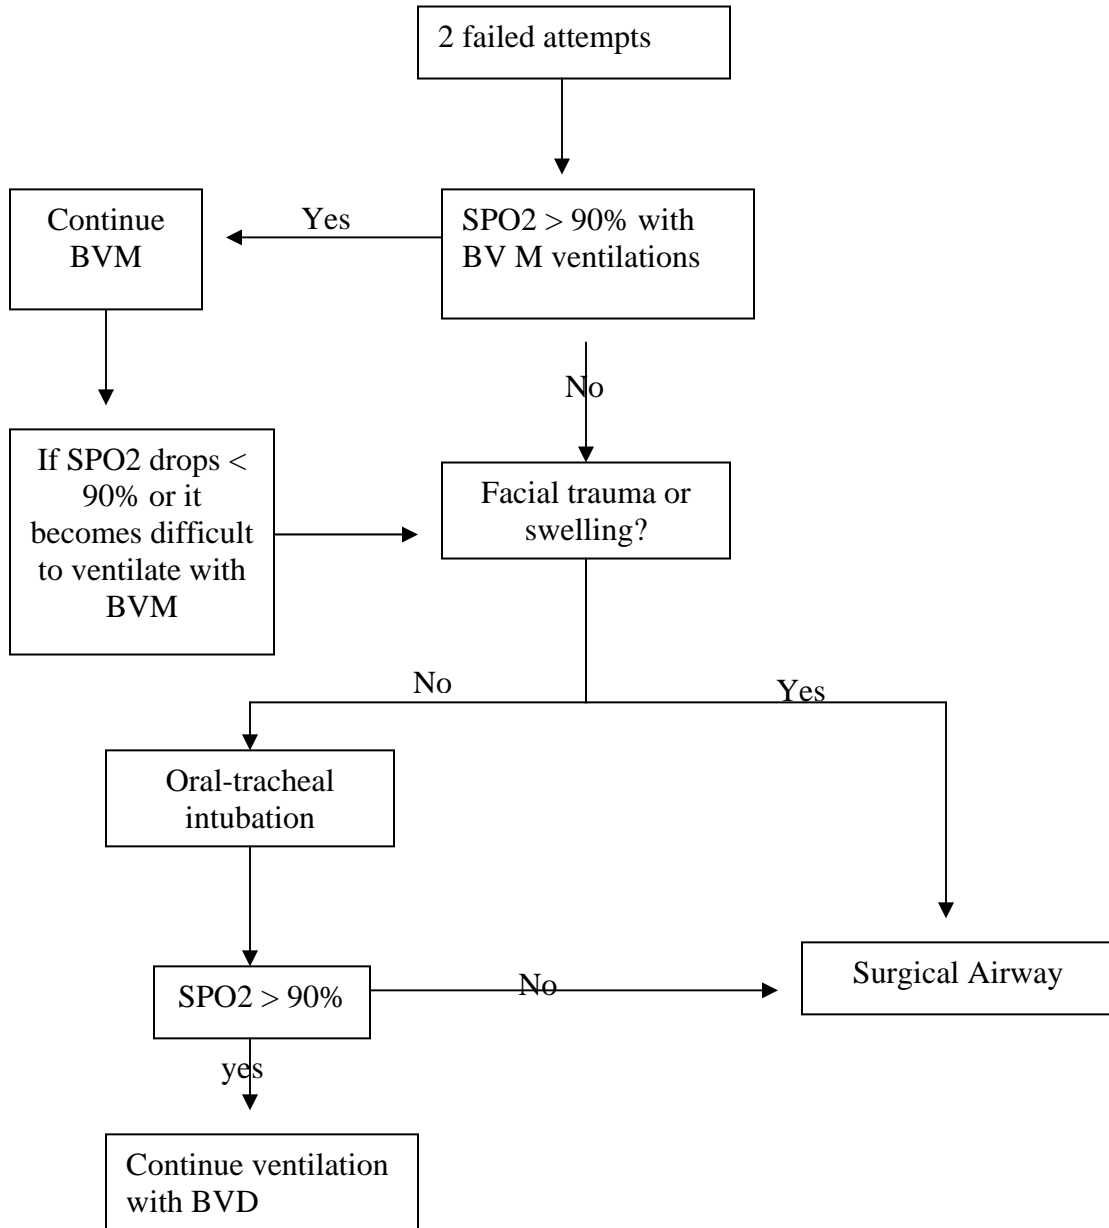 2 failed attempts
Yes
Continue
BVM
SPO2 > 90% with
BV M ventilations
No
If SPO2 drops <
90% or it
becomes difficult
to ventilate with
BVM
Facial trauma or
swelling?
No
Yes
Oral-tracheal
intubation
SPO2 > 90%
No
Surgical Airway
yes
Continue ventilation
with BVD